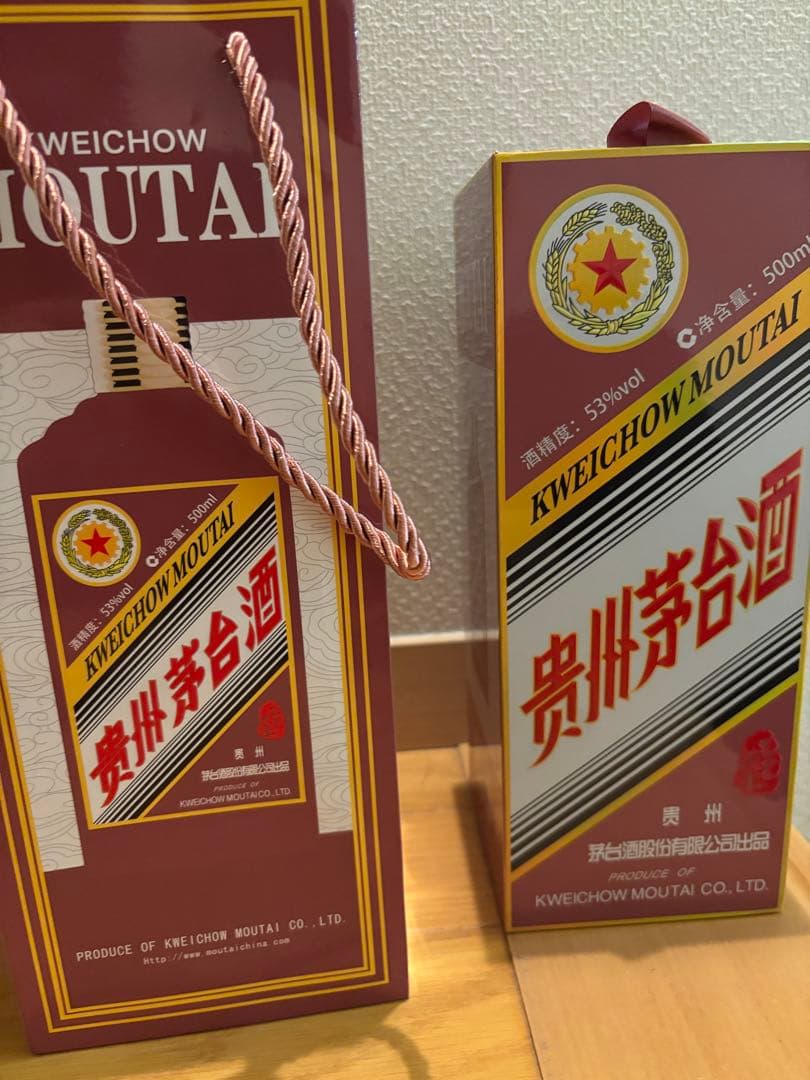 KWEICHOW
MOUTAI
净含量：500ml
酒精度：53%vol
KWEICHOW MOUTAI
贵州茅台酒
贵 州
茅台酒股份有限公司出品
PRODUCE OF
KWEICHOW MOUTAI CO., LTD.
PRODUCE OF KWEICHOW MOUTAI CO.,LTD.
Http://www.moutaichina.com
净含量：500ml
酒精度：53%vol
KWEICHOW MOUTAI
贵州茅台酒
贵 州
茅台酒股份有限公司出品
PRODUCE OF
KWEICHOW MOUTAI CO., LTD.